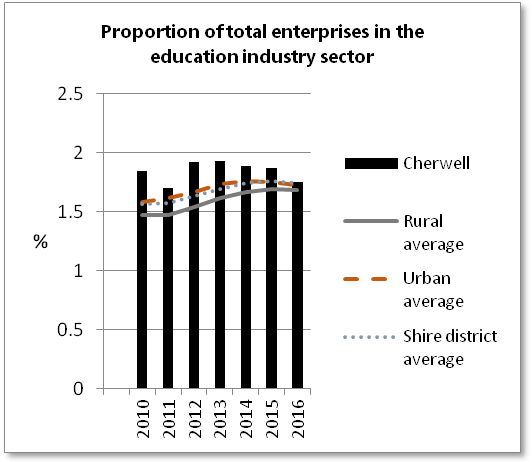 Proportion of total enterprises in the
education industry sector
2.5
2
1.5
1
0.5
0
%
2010
2011
2012
2013
2014
2015
2016
Cherwell
Rural
average
Urban
average
Shire district
average